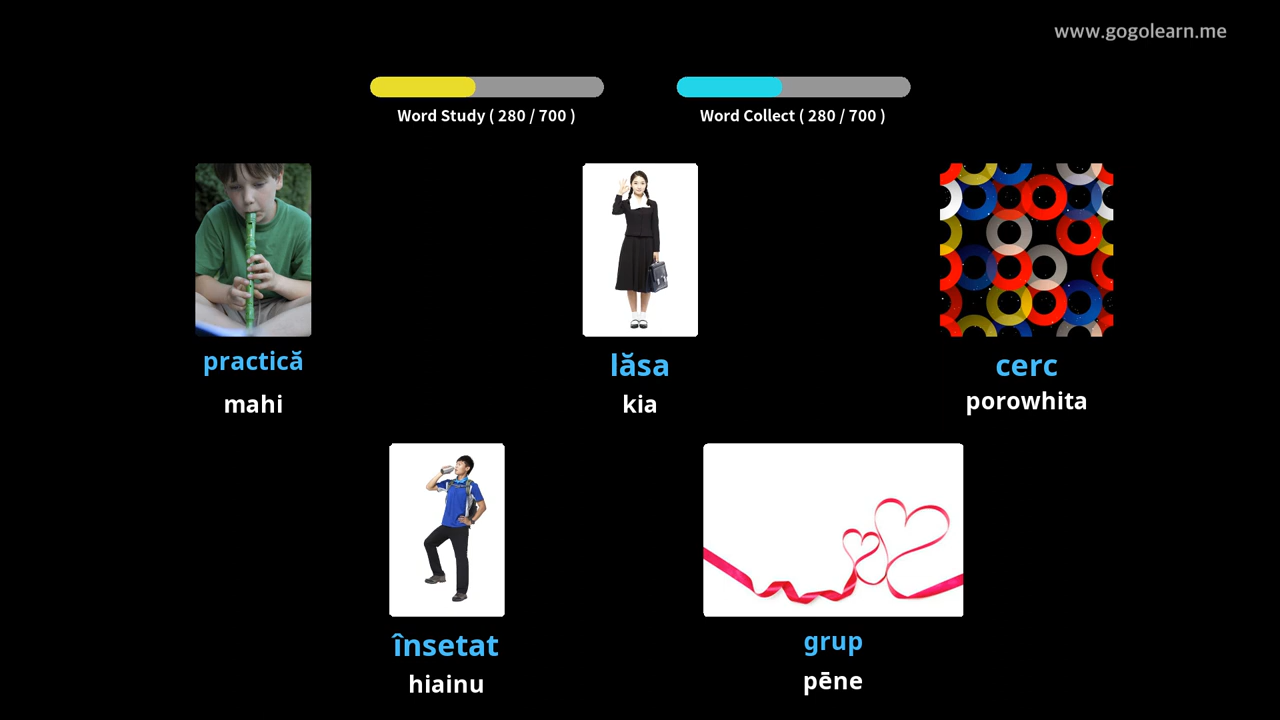 www.gogolearn.me
Word Study ( 280 / 700 )
Word Collect ( 280 / 700 )
practică
lăsa
cerc
mahi
kia
porowhita
însetat
grup
hiainu
pēne